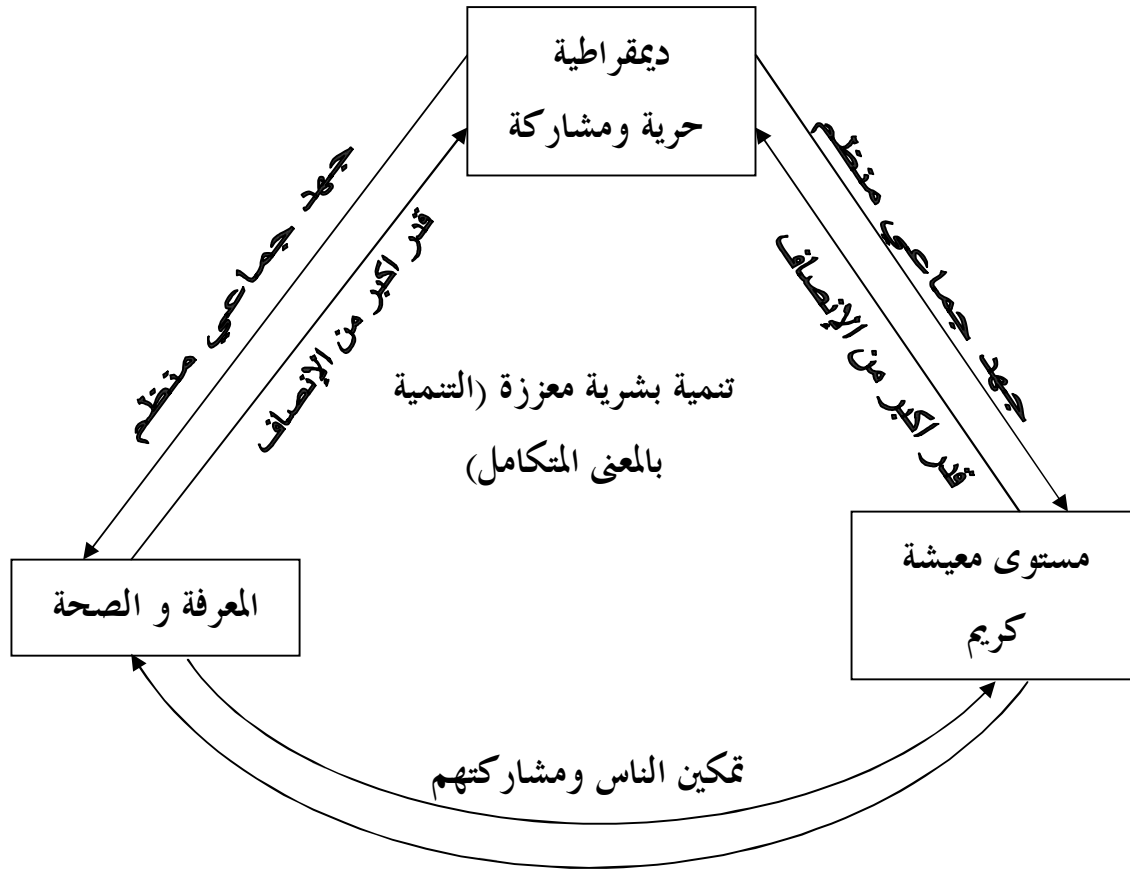 ديمقراطية
حرية ومشاركة
جهد جماعي منظم
قدر اكبر من الإنصاف
جهد جماعي منظم
قدر اكبر من الإنصاف
تنمية بشرية معززة (التنمية
بالمعنى المتكامل)
مستوى معيشة
كريم
المعرفة و الصحة
تمكين الناس ومشاركتهم